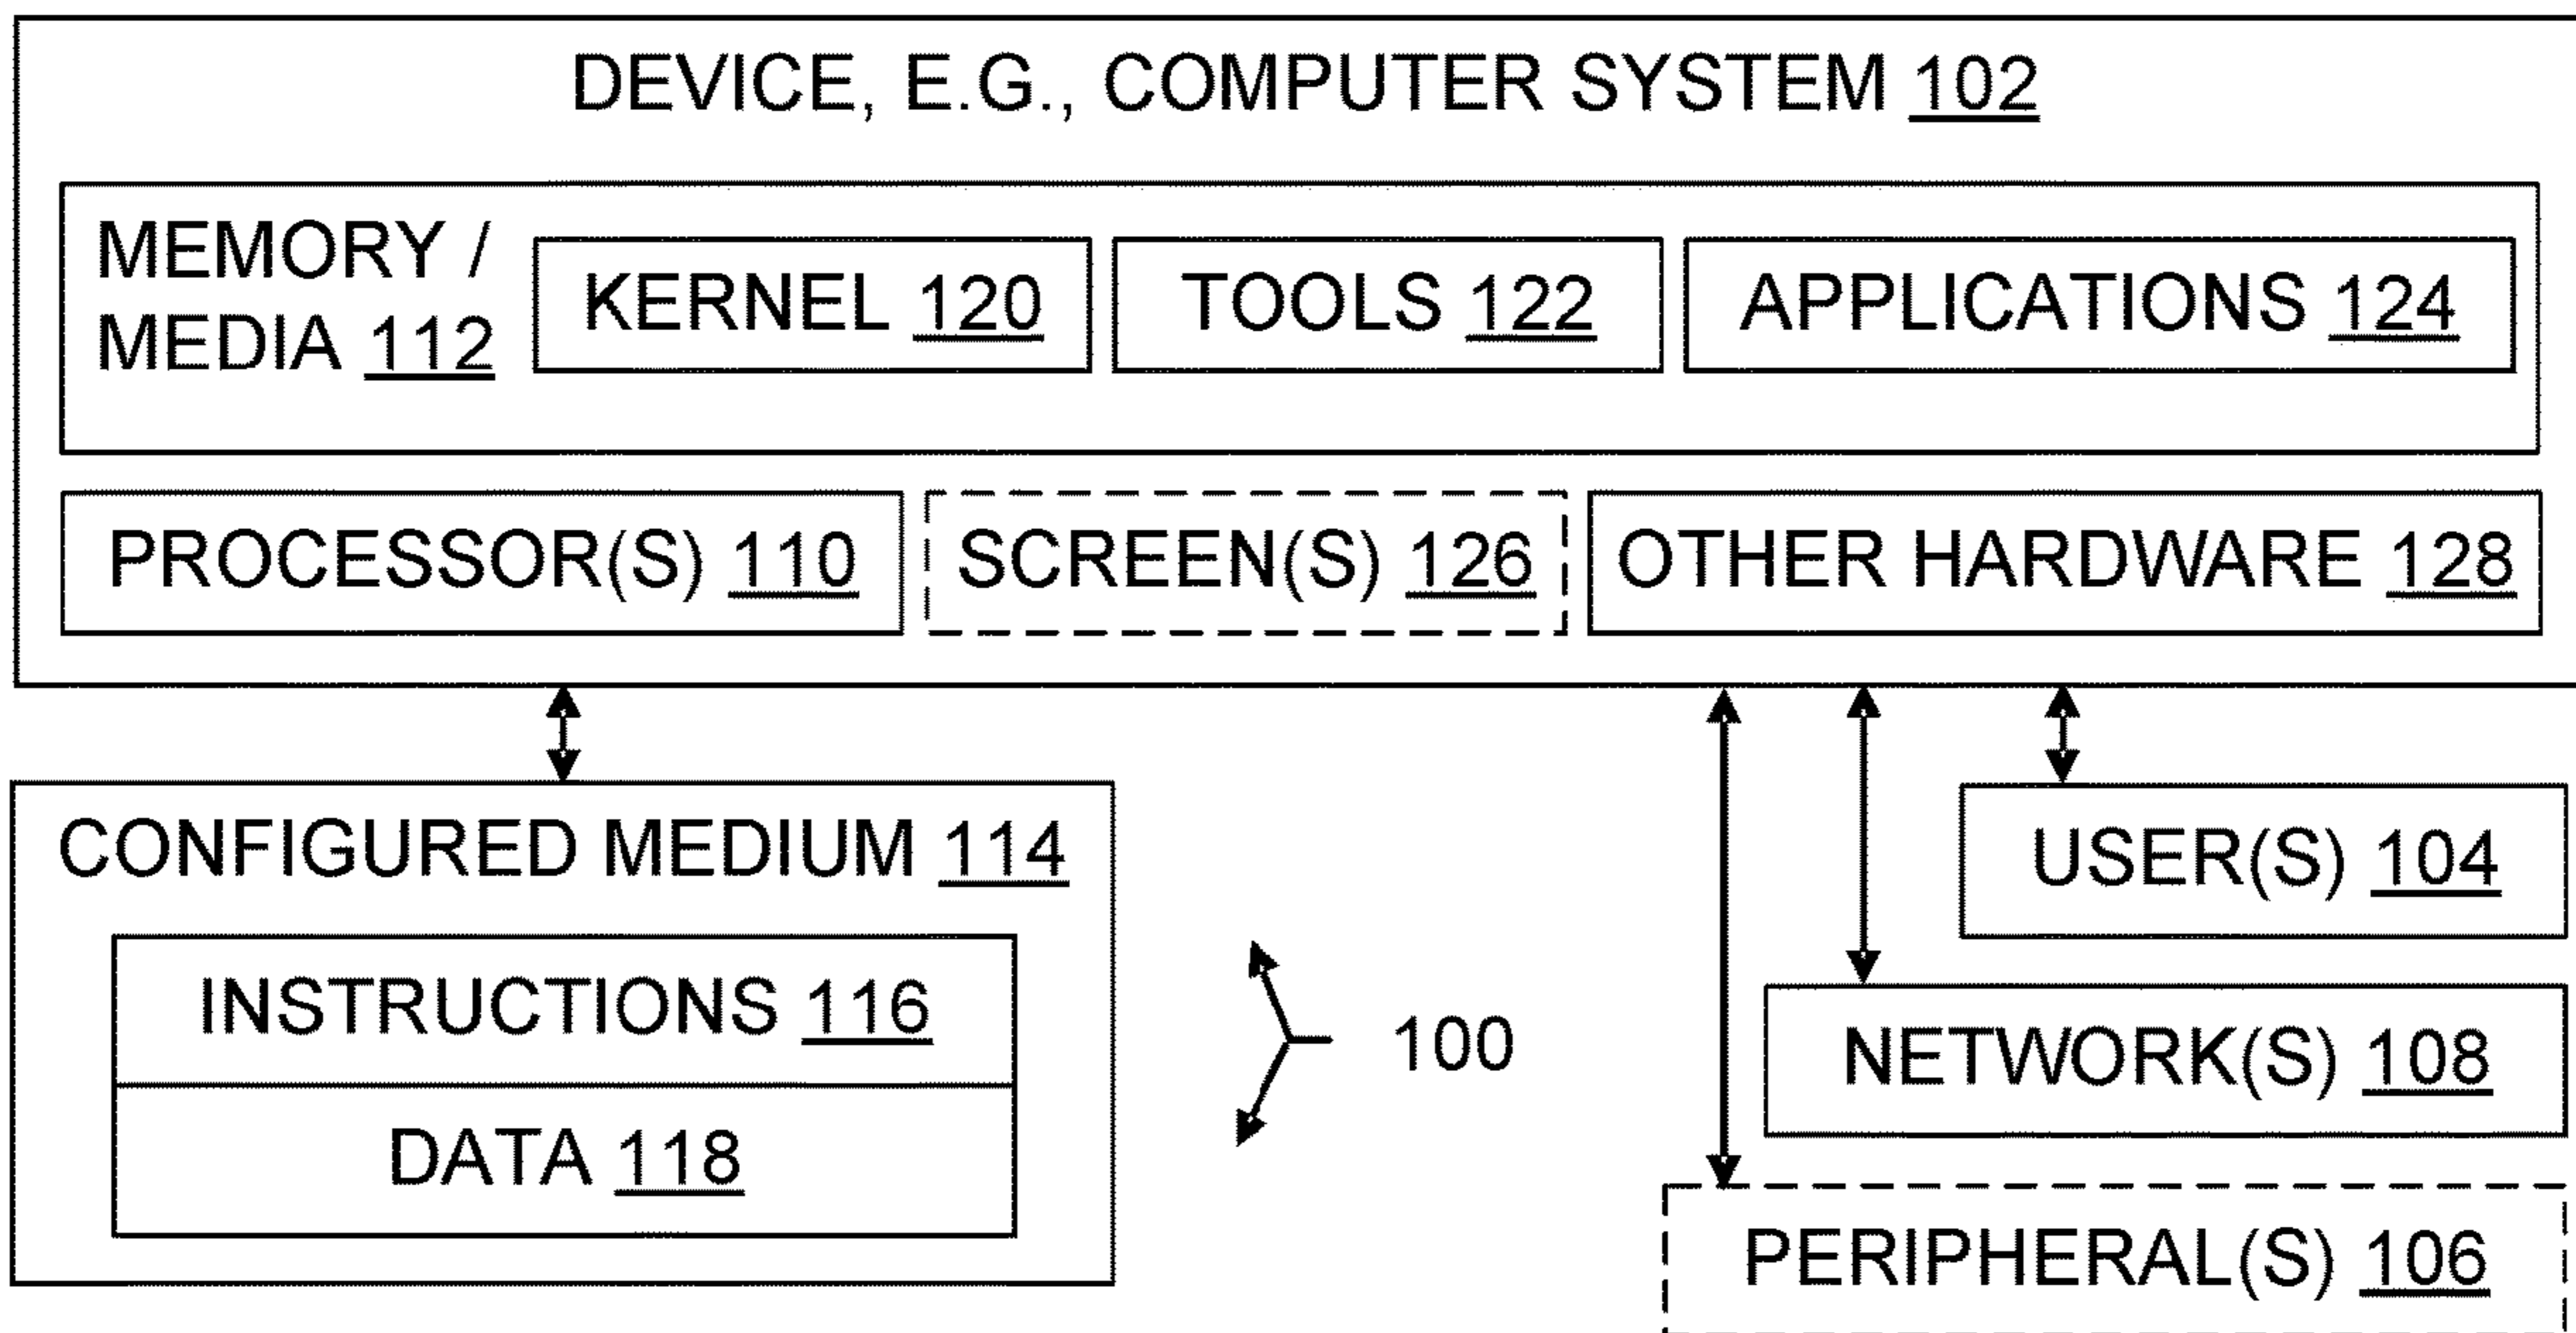 DEVICE, E.G., COMPUTER SYSTEM 102
MEMORY /
MEDIA 112
KERNEL 120
TOOLS 122
APPLICATIONS 124
PROCESSOR(S) 110
SCREEN(S) 126
OTHER HARDWARE 128
CONFIGURED MEDIUM 114
INSTRUCTIONS 116
DATA 118
100
USER(S) 104
NETWORK(S) 108
PERIPHERAL(S) 106